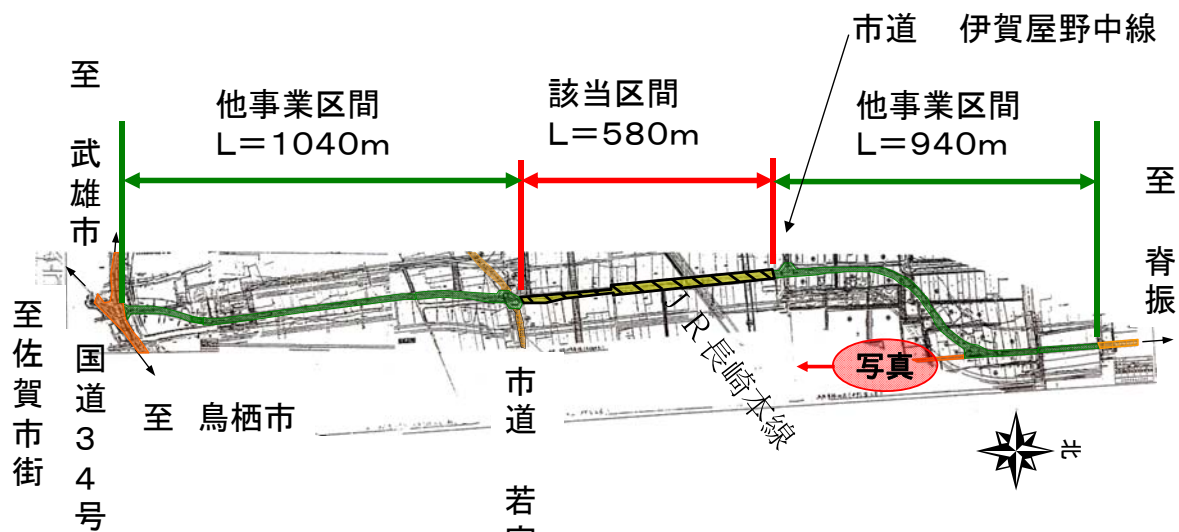 市道　伊賀屋野中線
至　武雄市
他事業区間
L＝1040m
該当区間
L＝580m
他事業区間
L＝940m
至　脊振
至佐賀市街
国道34号
至　鳥栖市
市道　若
JR長崎本線
写真
北